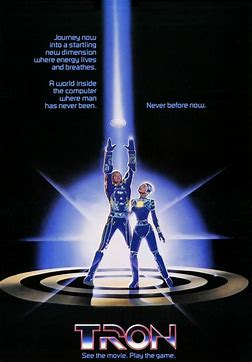 Journey now
into a startling
new dimension
where energy lives
and breathes.
A world inside
the computer
where man
has never been.
Never before now.
TRON
See the movie. Play the game.